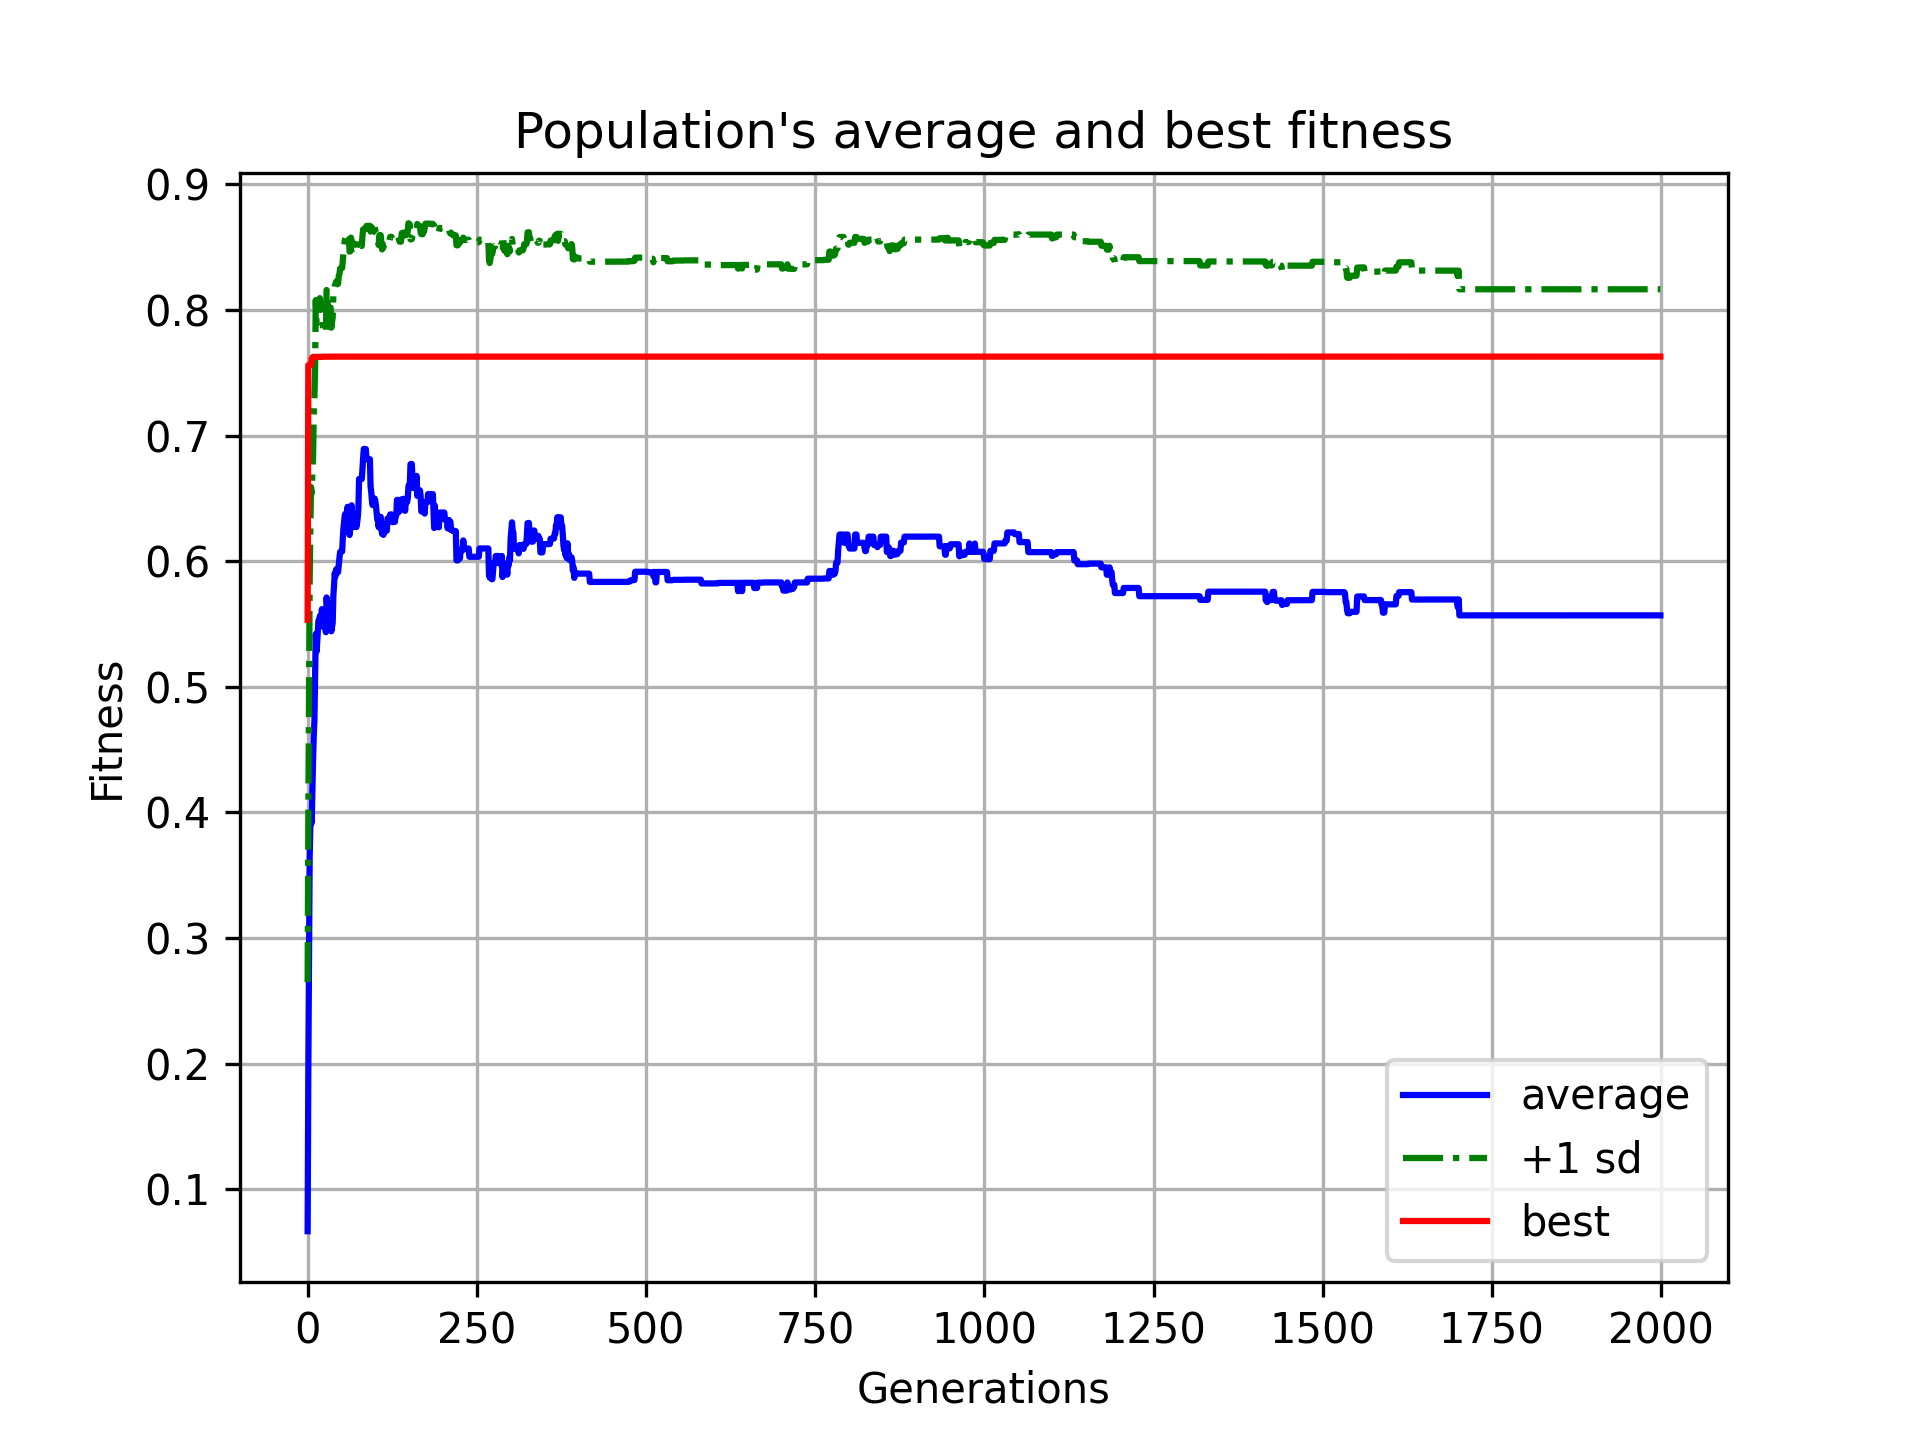 Population's average and best fitness
0.9
0.8
0.7
0.6
0.5
0.4
0.3
0.2
0.1
Fitness
0 250 500 750 1000 1250 1500 1750 2000
Generations
average
+1 sd
best